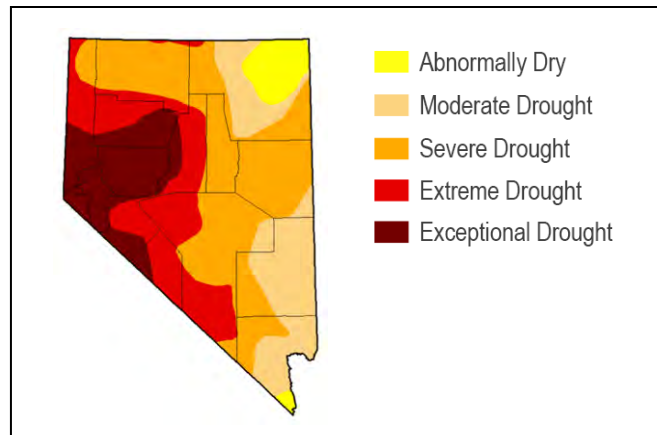 Abnormally Dry
Moderate Drought
Severe Drought
Extreme Drought
Exceptional Drought